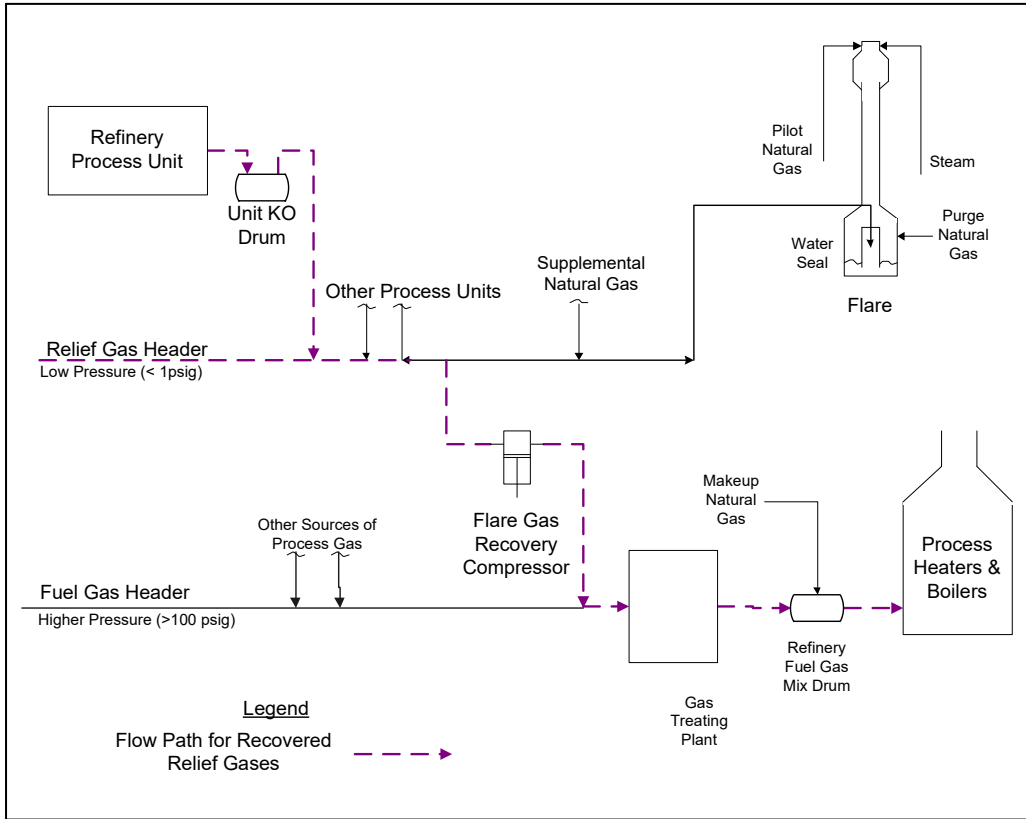 Refinery
Process Unit
Unit KO
Drum
Pilot
Natural
Gas
Steam
Water
Seal
Purge
Natural
Gas
Flare
Other Process Units
Supplemental
Natural Gas
Relief Gas Header
Low Pressure (< 1psig)
Flare Gas
Recovery
Compressor
Makeup
Natural
Gas
Process
Heaters &
Boilers
Other Sources of
Process Gas
Fuel Gas Header
Higher Pressure (>100 psig)
Refinery
Fuel Gas
Mix Drum
Gas
Treating
Plant
Legend
Flow Path for Recovered
Relief Gases